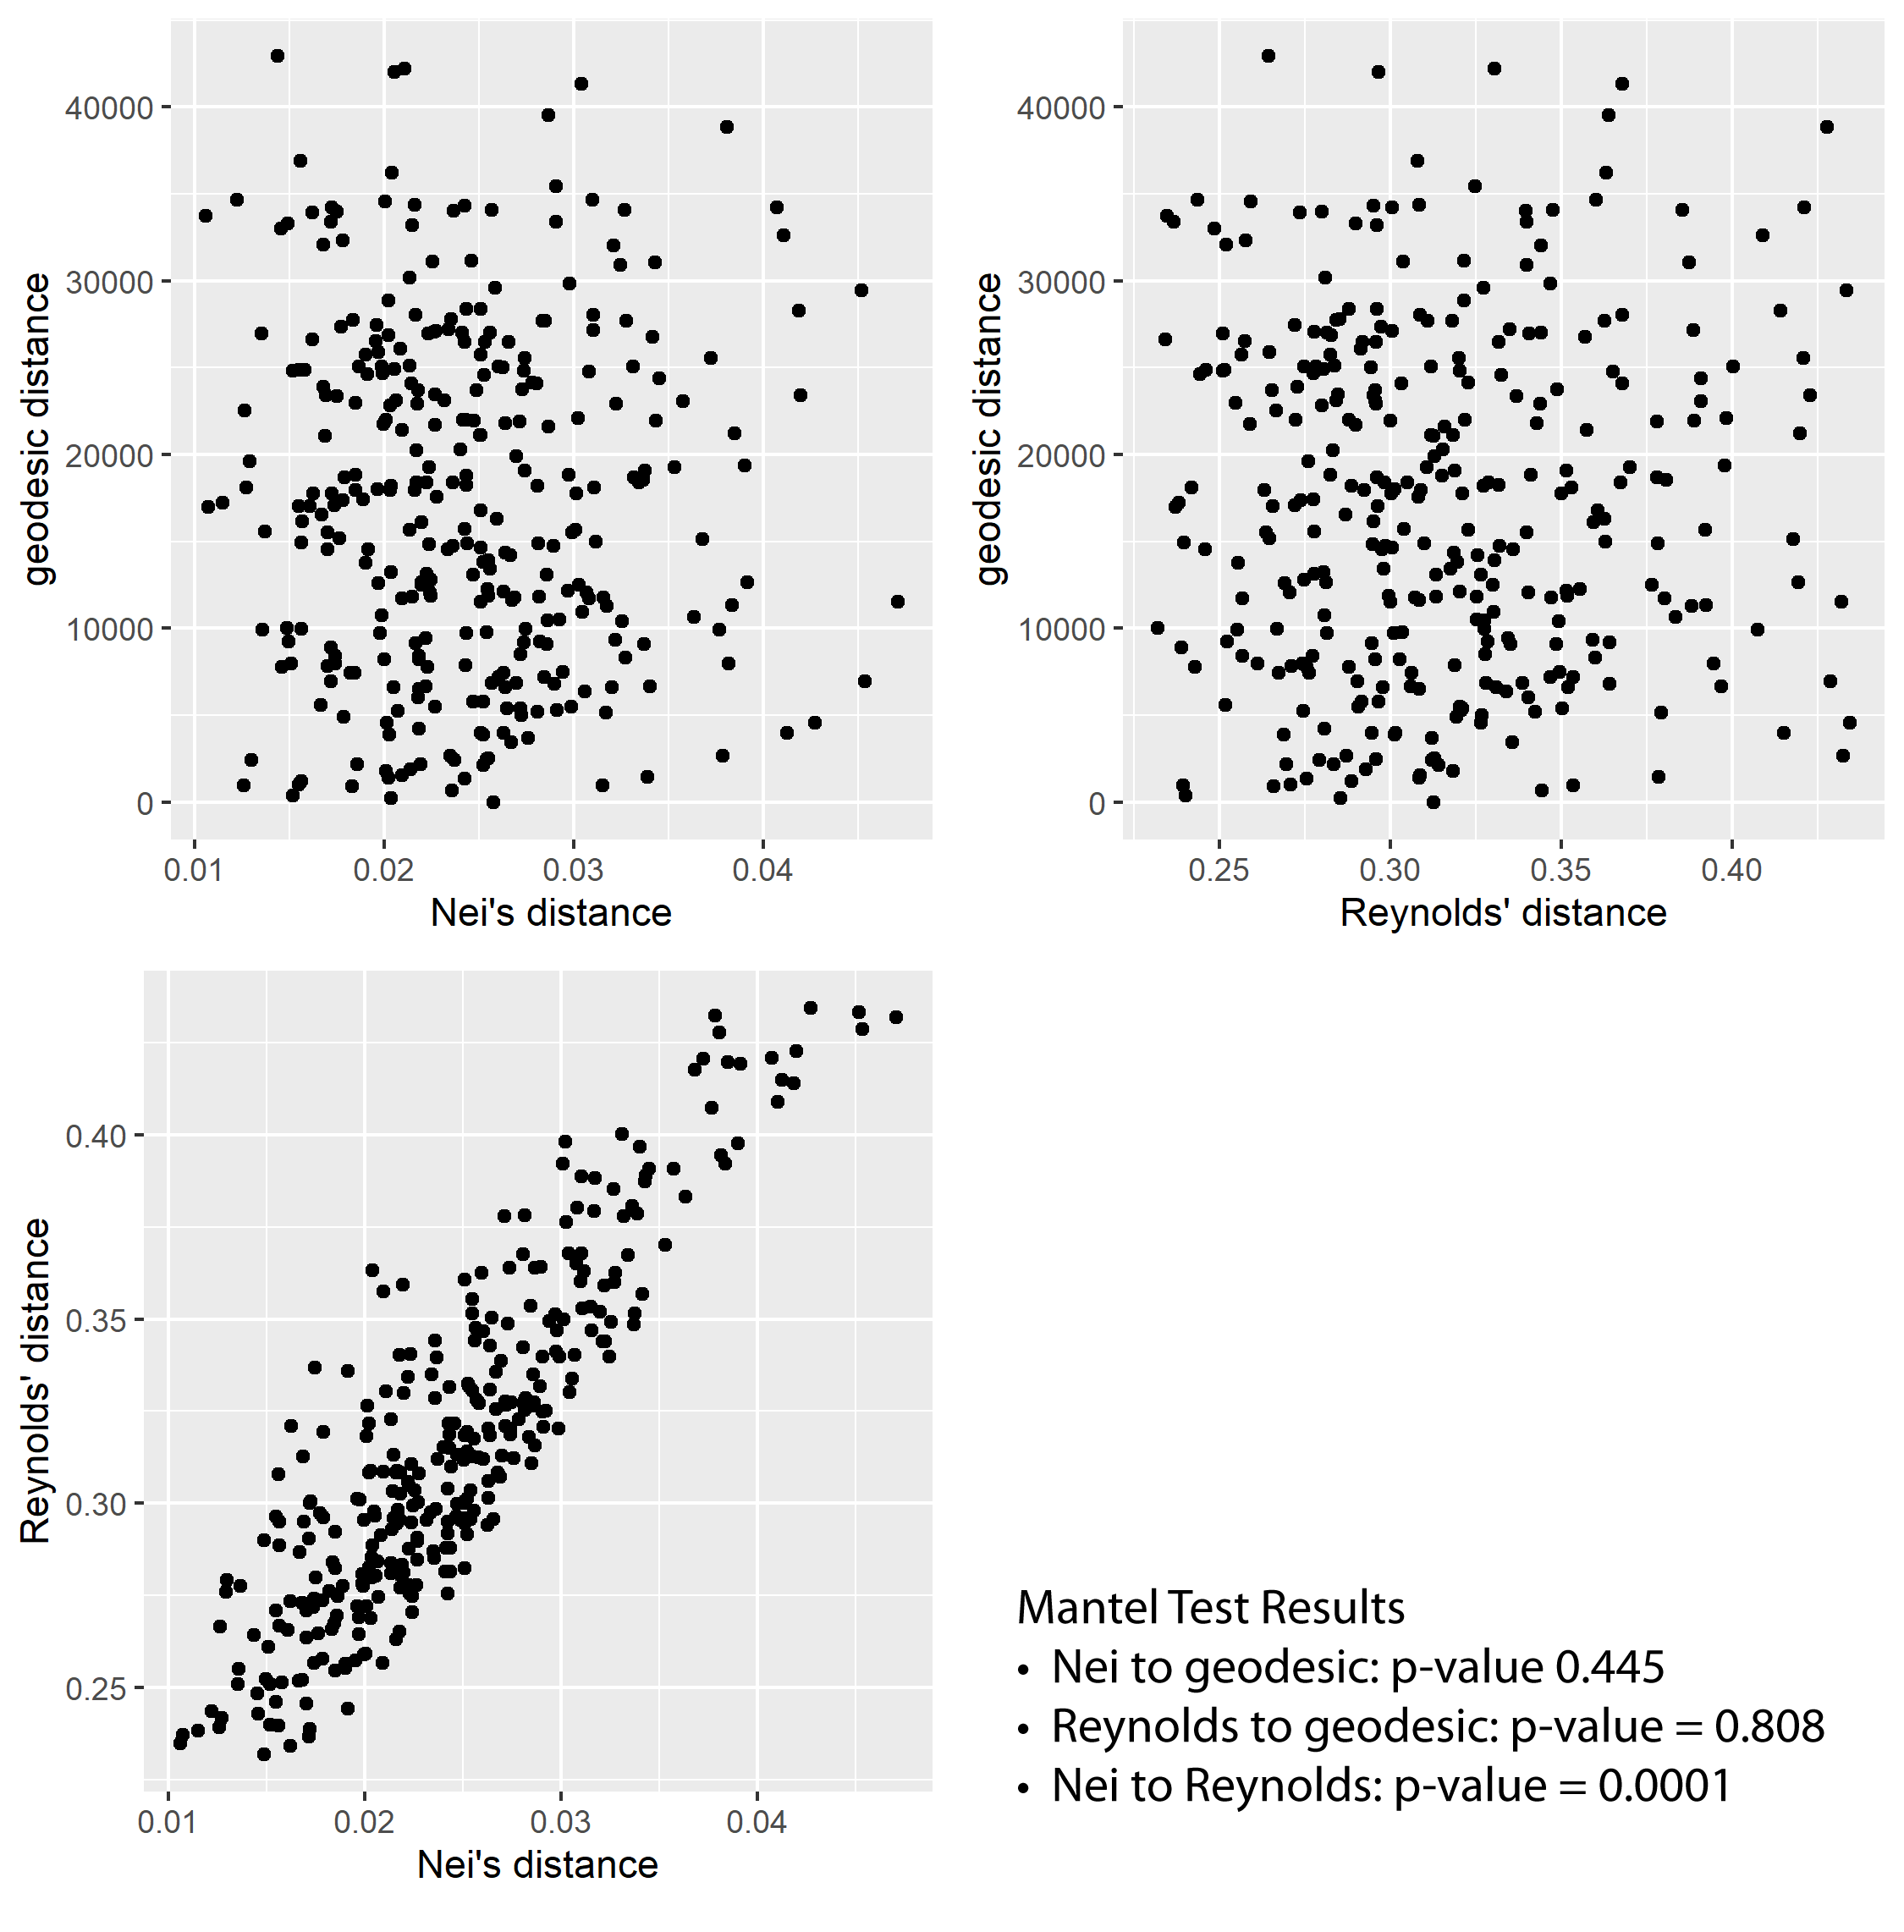 geodesic distance
40000
30000
20000
10000
0
0.01 0.02 0.03 0.04
Nei's distance
geodesic distance
40000
30000
20000
10000
0
0.25 0.30 0.35 0.40
Reynolds' distance
Reynolds' distance
0.40
0.35
0.30
0.25
0.01 0.02 0.03 0.04
Nei's distance
Mantel Test Results
• Nei to geodesic: p-value 0.445
• Reynolds to geodesic: p-value = 0.808
• Nei to Reynolds: p-value = 0.0001